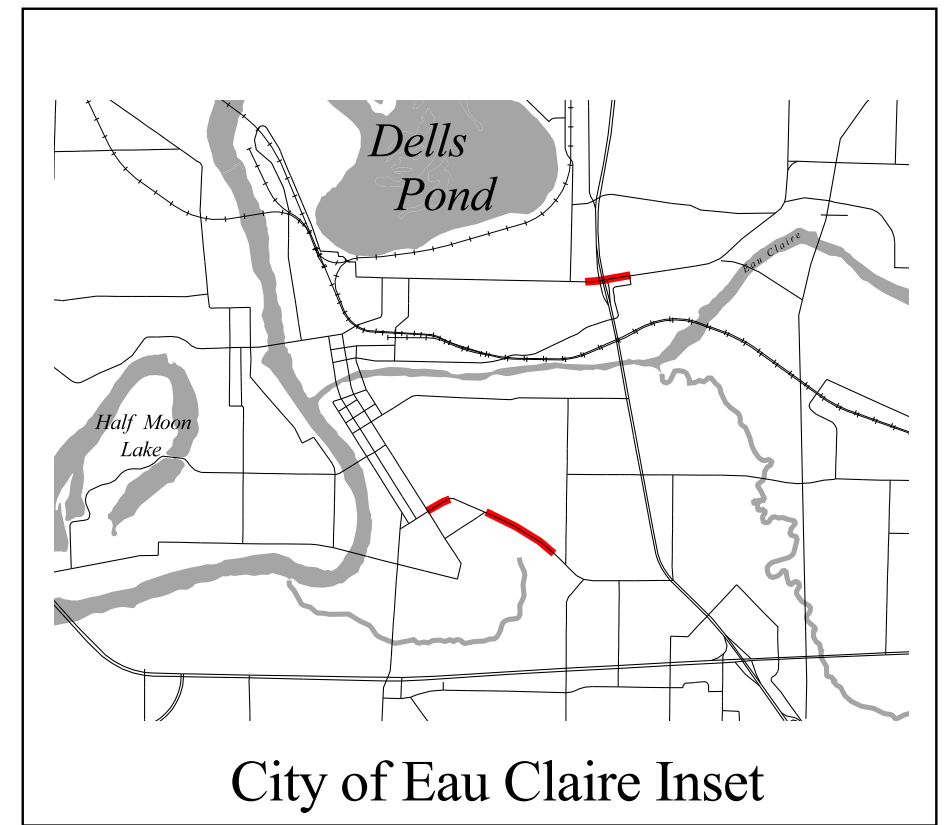 Dells
Pond
Eau Claire
Half Moon
Lake
City of Eau Claire Inset